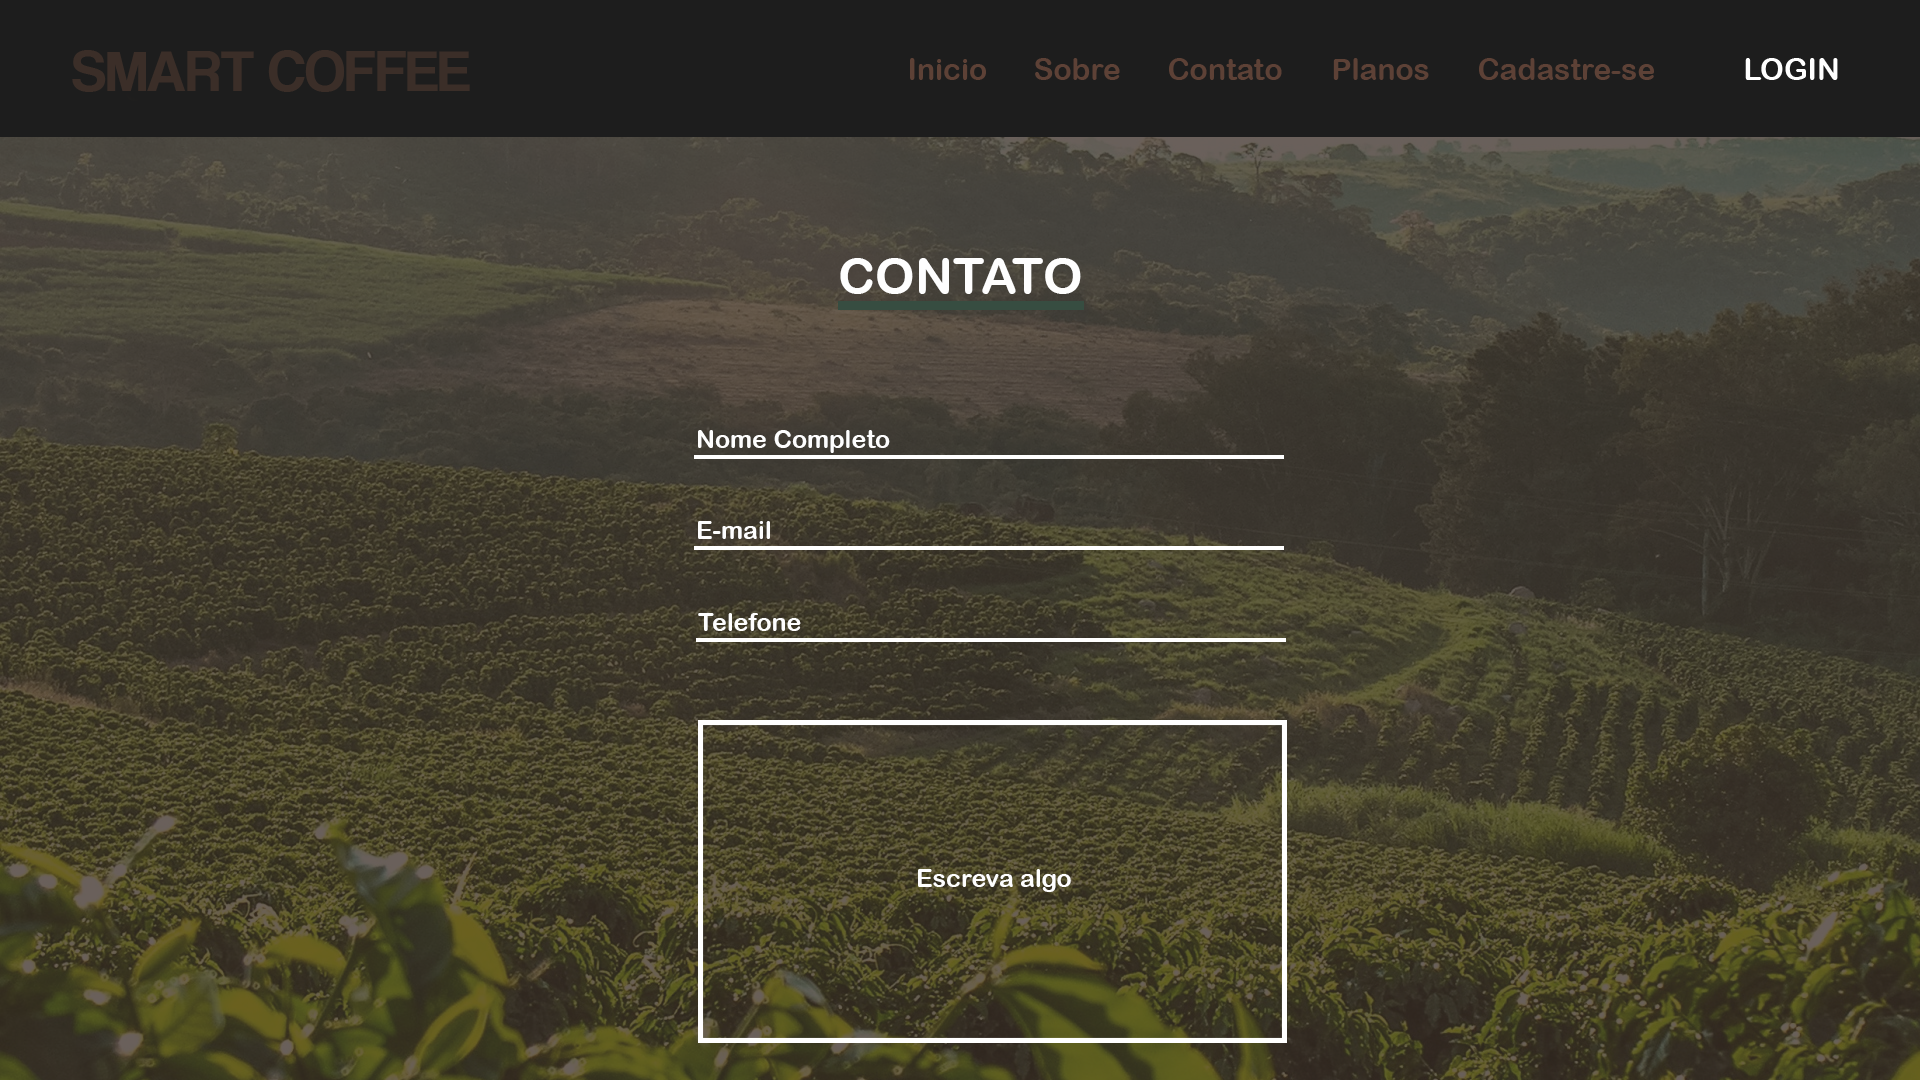 SMART COFFEE
Inicio Sobre Contato Planos Cadastre-se LOGIN
CONTATO
Nome Completo
E-mail
Telefone
Escreva algo